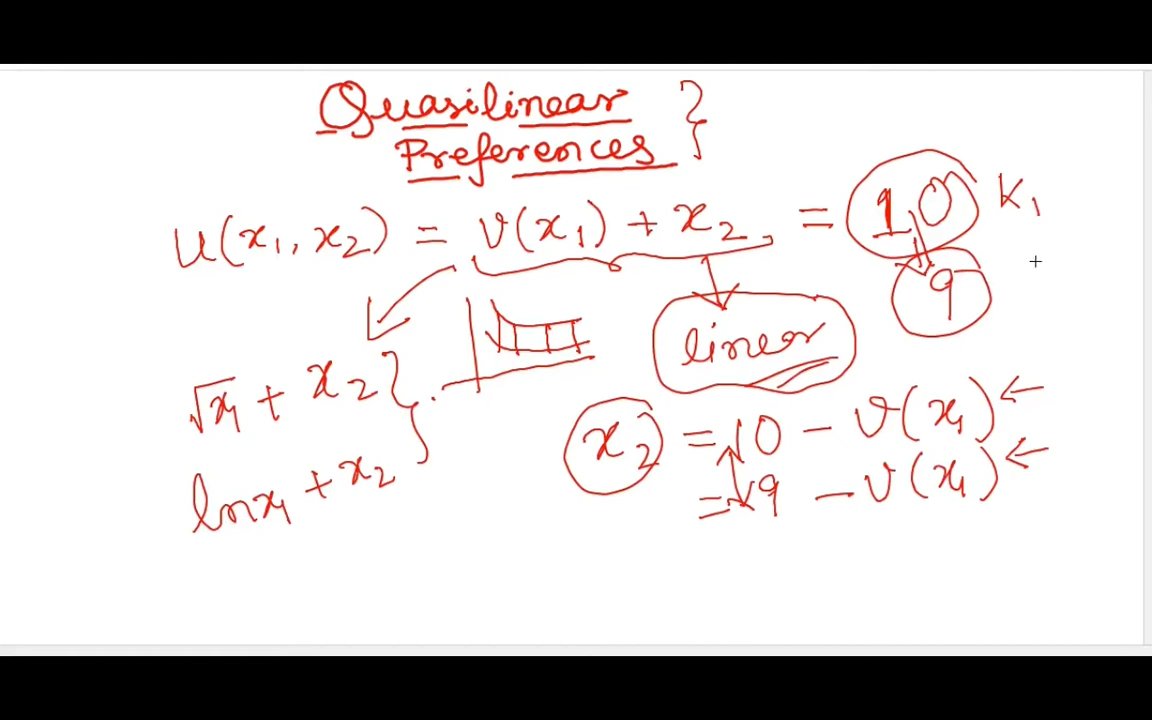 Quasilinear }
Preferences
u(x₁, x₂) = v(x₁) + x₂, = 10 K₁
9
linear
√x₁ + x₂ }
x₂ = 10 – v(x₁) ←
ln x₁ + x₂
= 9 – v(x₁) ←